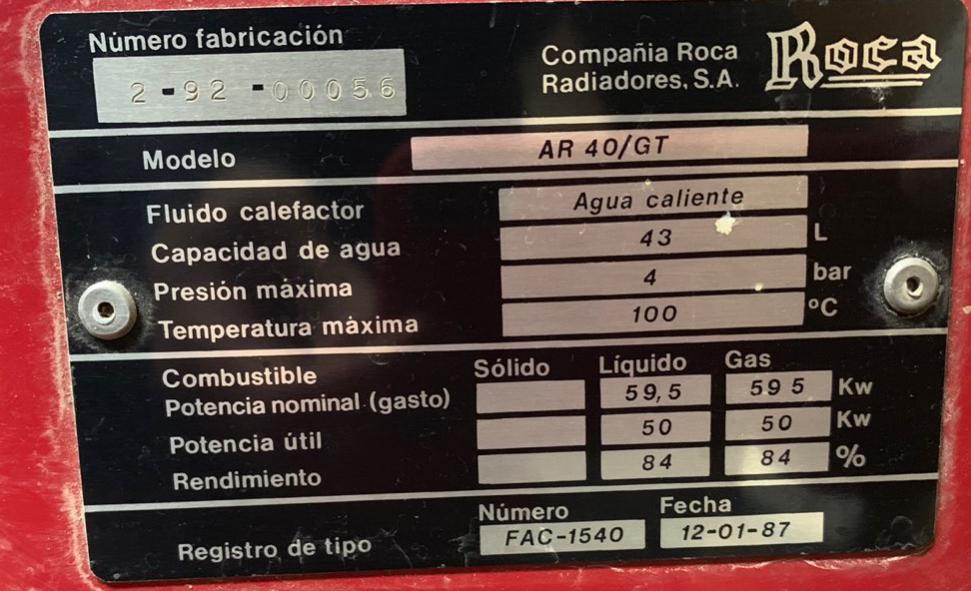 Número fabricación
2-92-00056
Compañia Roca
Radiadores, S.A.
Roca
Modelo AR 40/GT
Fluido calefactor Agua caliente
Capacidad de agua 43 L
Presión máxima 4 bar
Temperatura máxima 100 ºC
Sólido Líquido Gas
Combustible
Potencia nominal (gasto) 59,5 59 5 Kw
Potencia útil 50 50 Kw
Rendimiento 84 84 %
Número Fecha
Registro de tipo FAC-1540 12-01-87